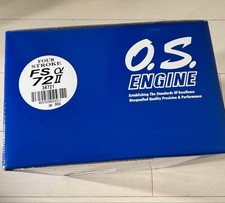 FOUR
STROKE
FS α
72 II
34721
O.S.
ENGINE
Establishing The Standards Of Excellence
Unequalled Quality Precision & Performance